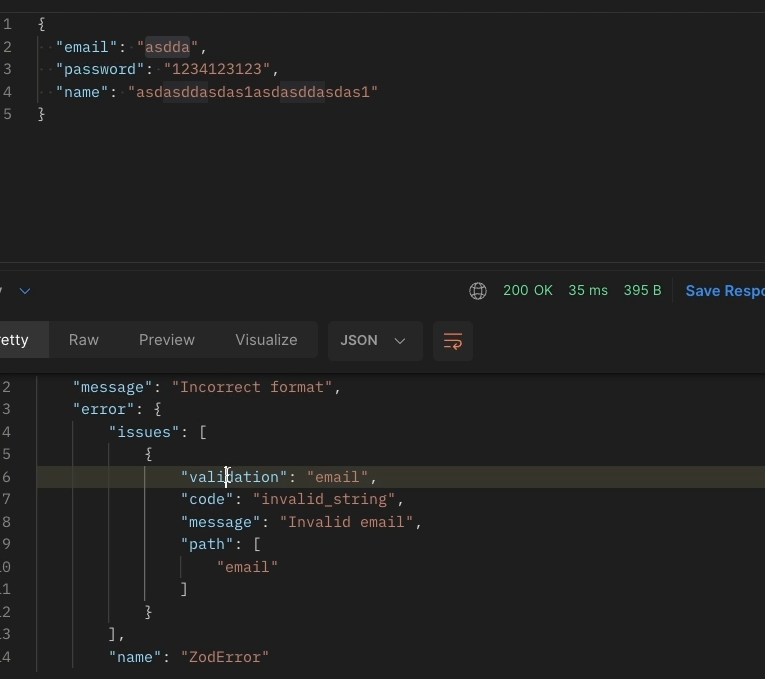 1 {
2 "email": "asdda",
3 "password": "1234123123",
4 "name": "asdasddasdas1asdasddasdas1"
5 }
200 OK 35 ms 395 B Save Respo
etty Raw Preview Visualize JSON
2 "message": "Incorrect format",
3 "error": {
4 "issues": [
5 {
6 "validation": "email",
7 "code": "invalid_string",
8 "message": "Invalid email",
9 "path": [
10 "email"
11 ]
12 }
13 ],
14 "name": "ZodError"